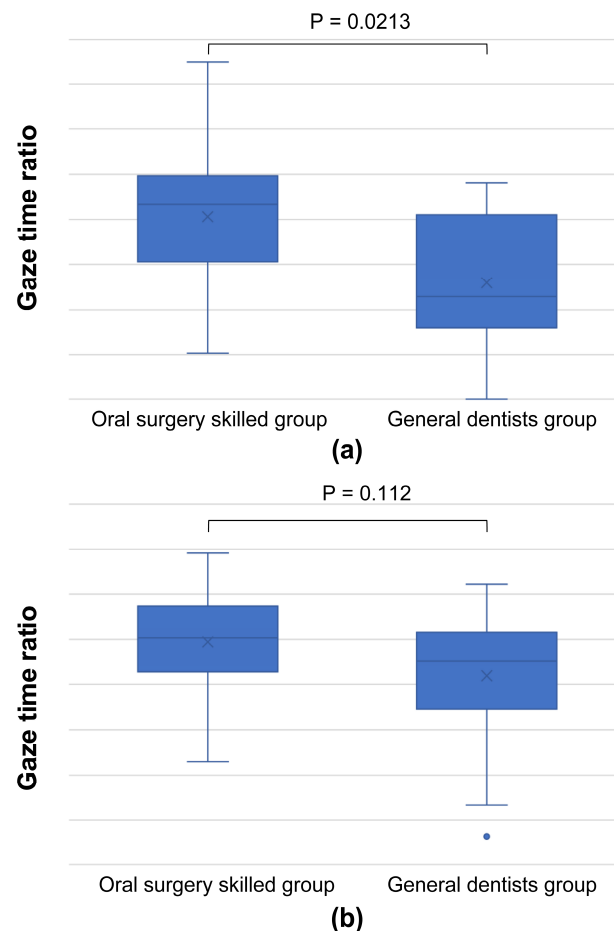 P = 0.0213
Gaze time ratio
Oral surgery skilled group
General dentists group
(a)
P = 0.112
Gaze time ratio
Oral surgery skilled group
General dentists group
(b)